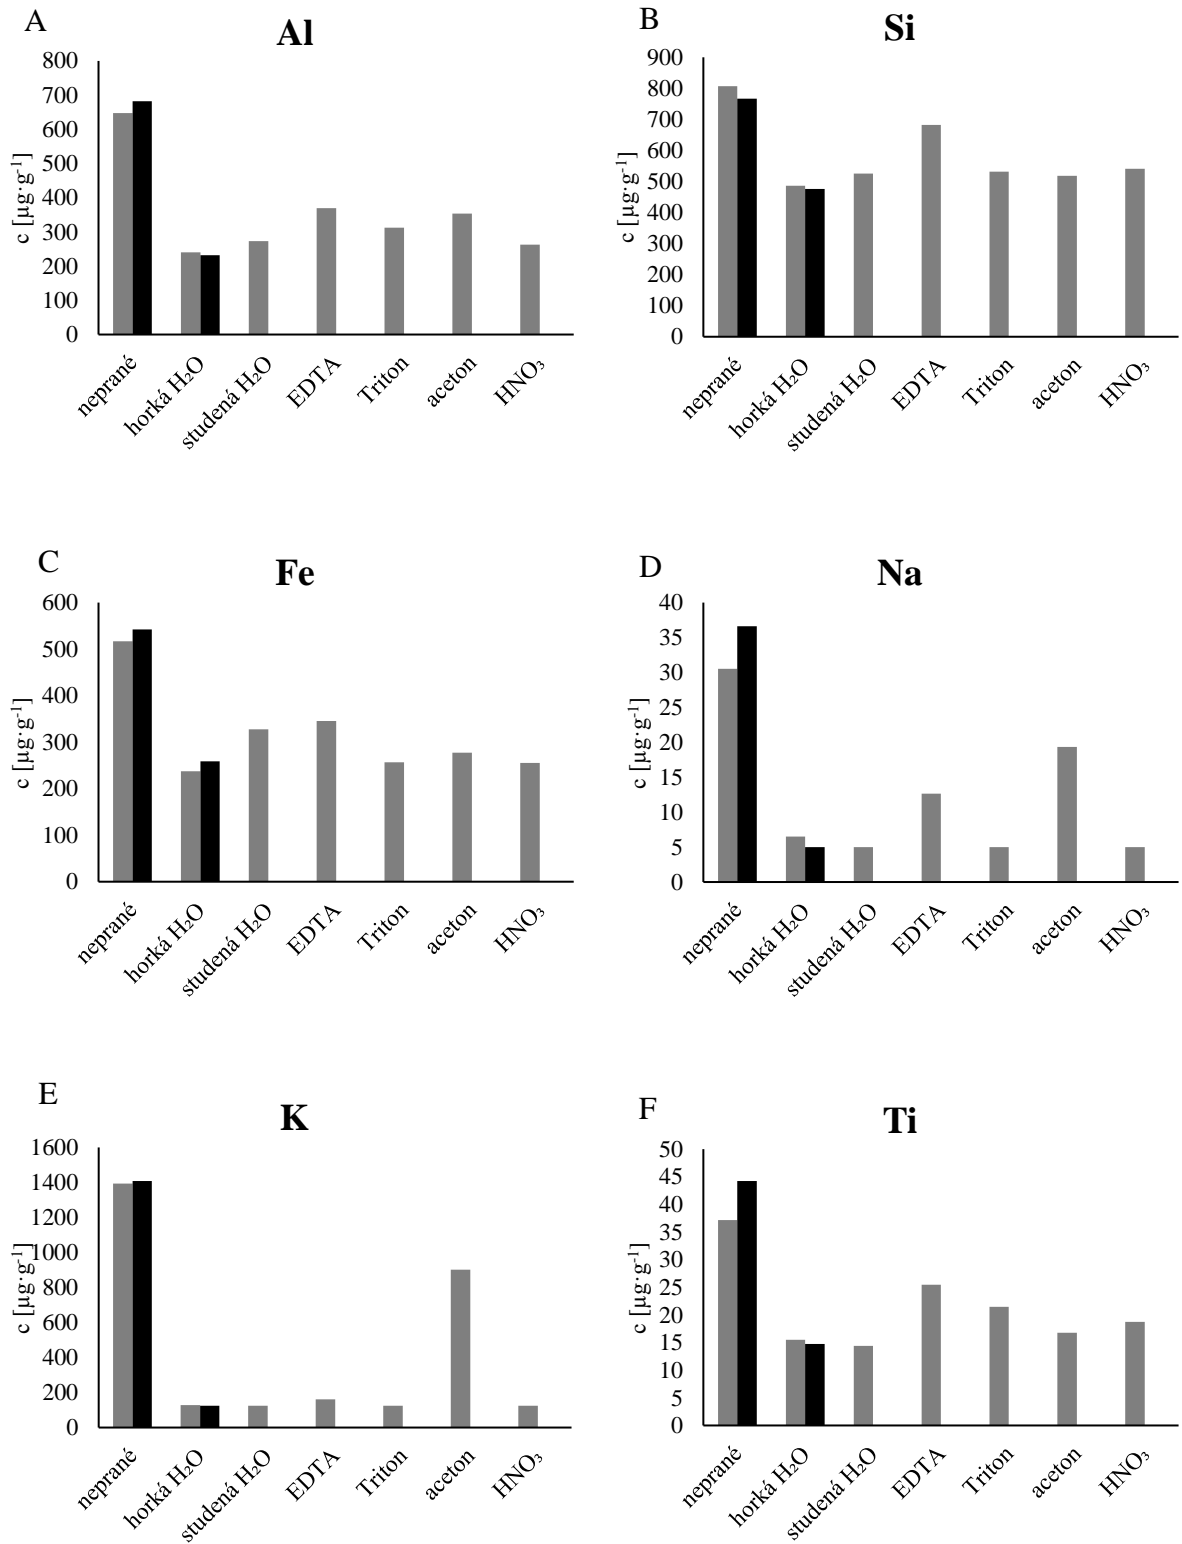 A
Al
800
700
600
500
400
300
200
100
0
c [µg·g⁻¹]
neprané
horká H₂O
studená H₂O
EDTA
Triton
aceton
HNO₃
B
Si
900
800
700
600
500
400
300
200
100
0
c [µg·g⁻¹]
neprané
horká H₂O
studená H₂O
EDTA
Triton
aceton
HNO₃
C
Fe
600
500
400
300
200
100
0
c [µg·g⁻¹]
neprané
horká H₂O
studená H₂O
EDTA
Triton
aceton
HNO₃
D
Na
40
35
30
25
20
15
10
5
0
c [µg·g⁻¹]
neprané
horká H₂O
studená H₂O
EDTA
Triton
aceton
HNO₃
E
K
1600
1400
1200
1000
800
600
400
200
0
c [µg·g⁻¹]
neprané
horká H₂O
studená H₂O
EDTA
Triton
aceton
HNO₃
F
Ti
50
45
40
35
30
25
20
15
10
5
0
c [µg·g⁻¹]
neprané
horká H₂O
studená H₂O
EDTA
Triton
aceton
HNO₃